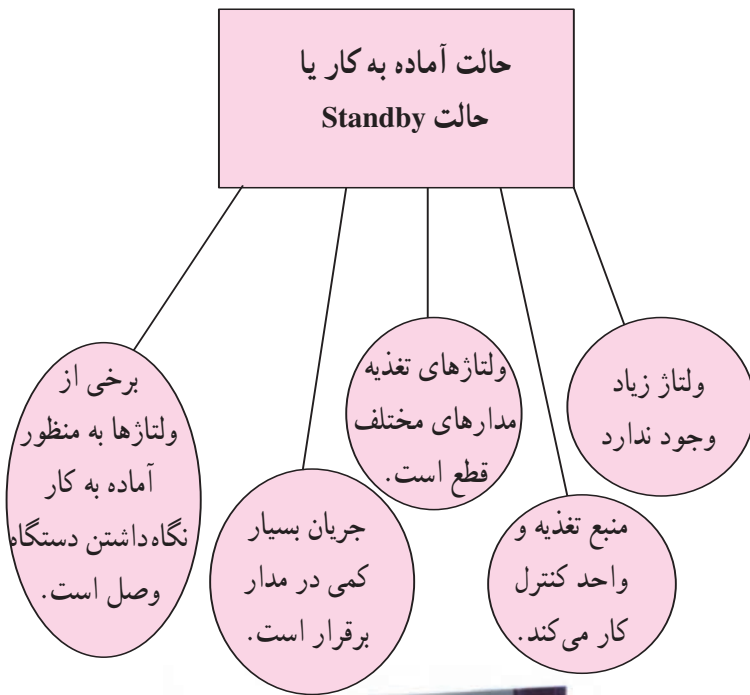 حالت آماده به کار یا
حالت Standby
ولتاژ زیاد
وجود ندارد
منبع تغذیه و
واحد کنترل
کار می‌کند.
ولتاژهای تغذیه
مدارهای مختلف
قطع است.
جریان بسیار
کمی در مدار
برقرار است.
برخی از
ولتاژها به منظور
آماده به کار
نگاه‌داشتن دستگاه
وصل است.